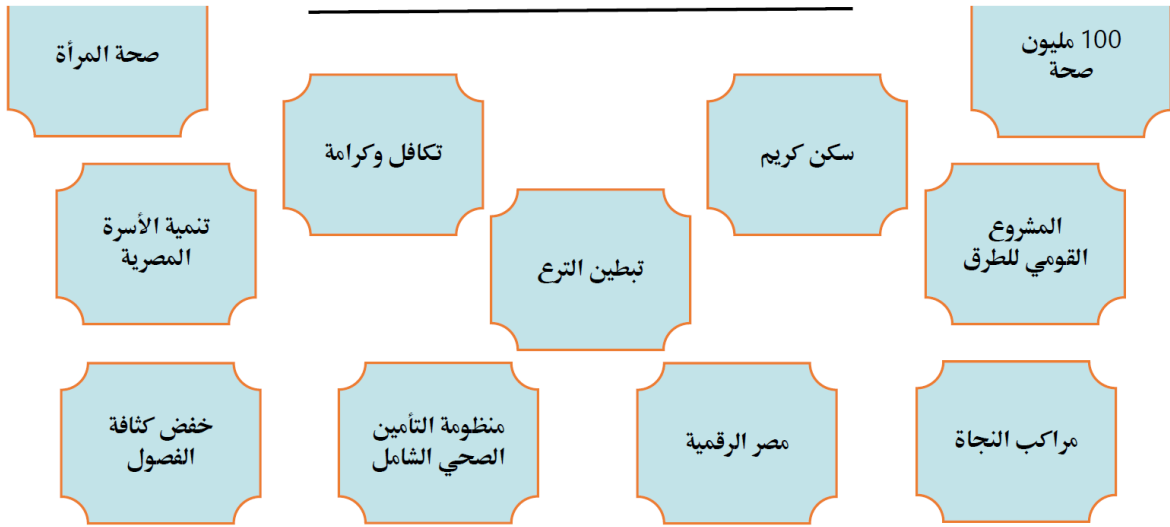 100 مليون
صحة
صحة المرأة
سكن كريم
تكافل وكرامة
المشروع
القومي للطرق
تبطين الترع
تنمية الأسرة
المصرية
مراكب النجاة
مصر الرقمية
منظومة التأمين
الصحي الشامل
خفض كثافة
الفصول